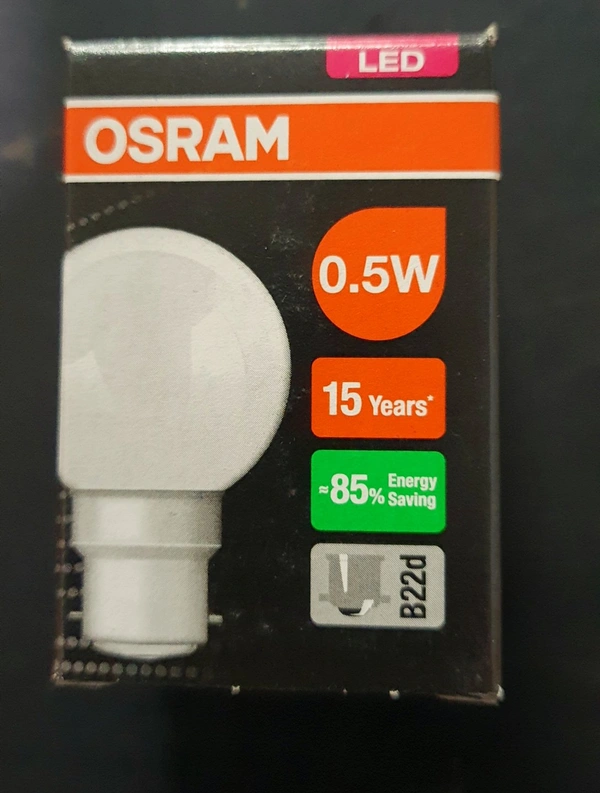 LED
OSRAM
0.5W
15 Years*
≈85% Energy Saving
B22d